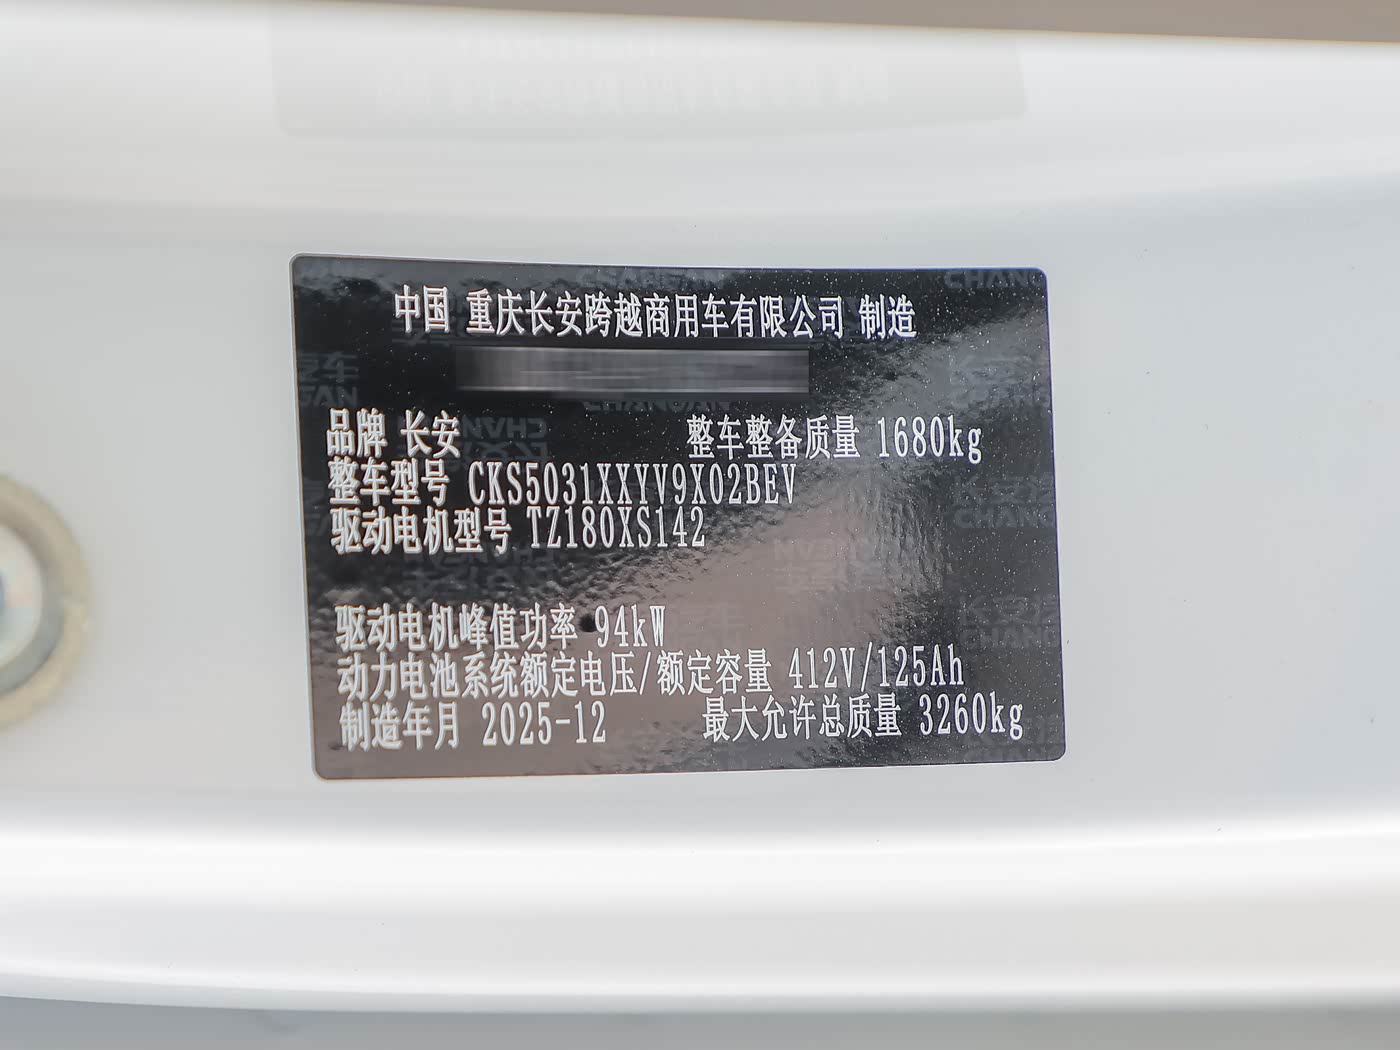 中国 重庆长安跨越商用车有限公司 制造
品牌 长安 整车整备质量 1680kg
整车型号 CKS5031XXYV9X02BEV
驱动电机型号 TZ180XS142
驱动电机峰值功率 94kW
动力电池系统额定电压/额定容量 412V/125Ah
制造年月 2025-12 最大允许总质量 3260kg